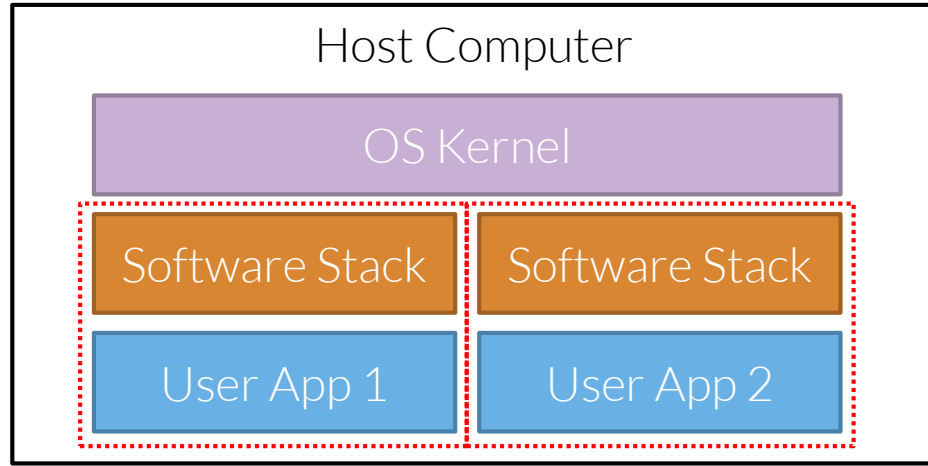 Host Computer
OS Kernel
Software Stack
Software Stack
User App 1
User App 2